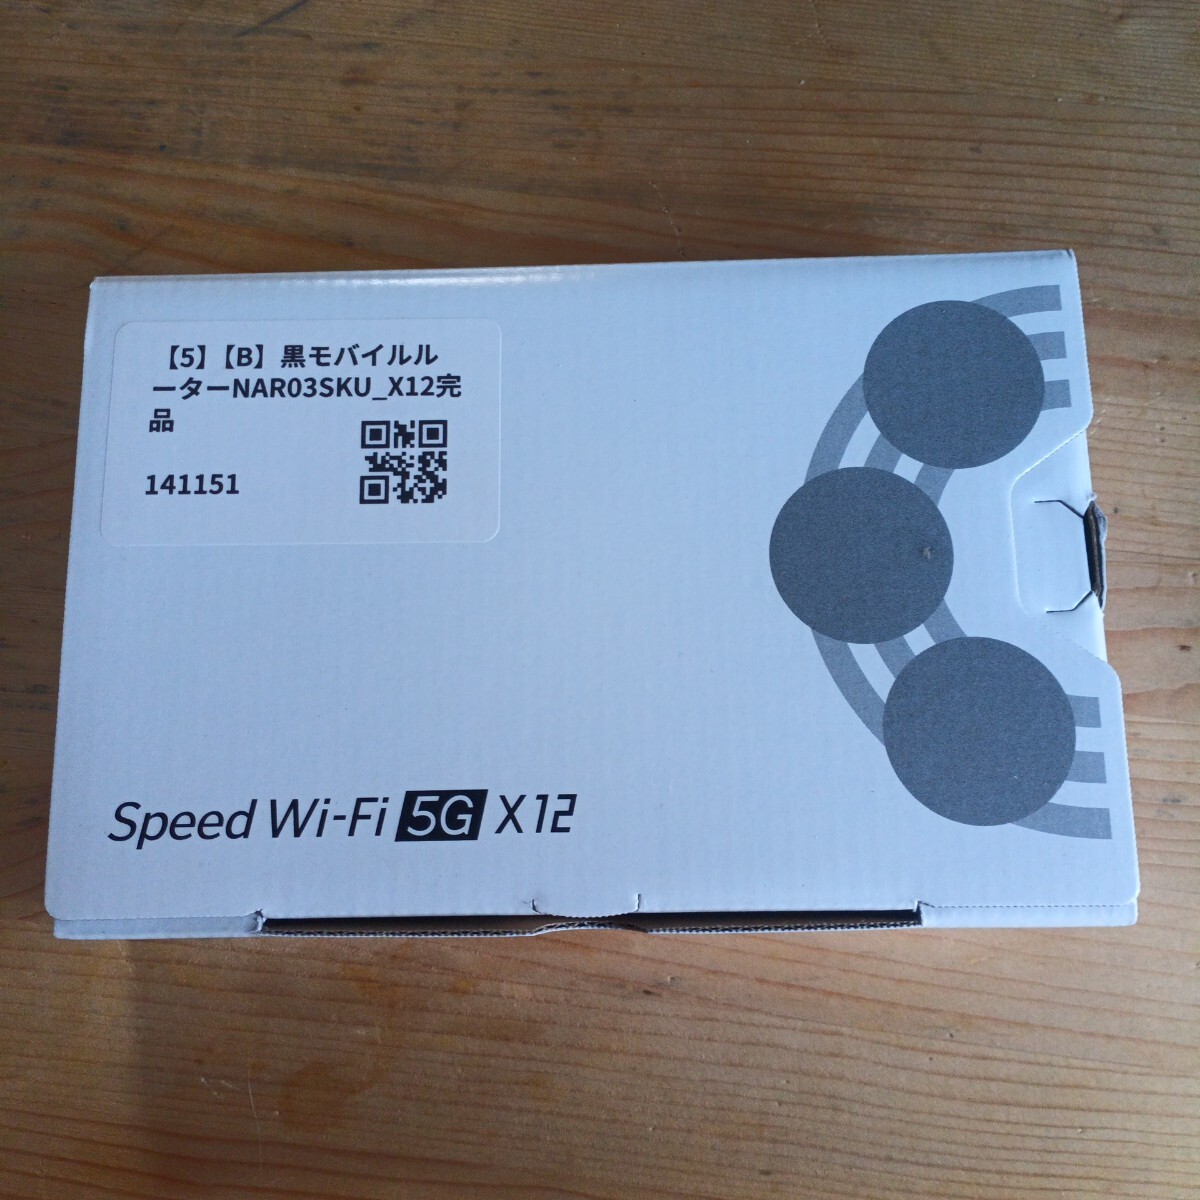 【5】【B】黒モバイルル
ーターNAR03SKU_X12完
品
141151
Speed Wi-Fi 5G X12